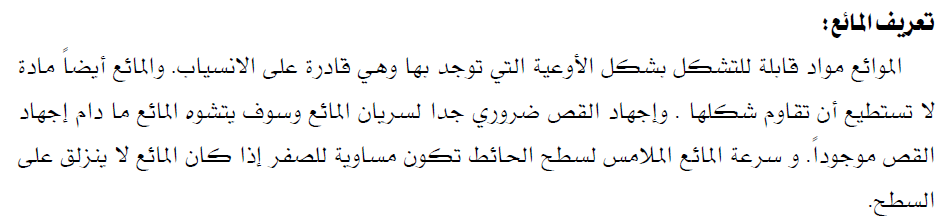 تعريف المائع:
الموائع مواد قابلة للتشكل بشكل الأوعية التي توجد بها وهي قادرة على الانسياب. والمائع أيضاً مادة
لا تستطيع أن تقاوم شكلها . وإجهاد القص ضروري جدا لسريان المائع وسوف يتشوه المائع ما دام إجهاد
القص موجوداً. و سرعة المائع الملامس لسطح الحائط تكون مساوية للصفر إذا كان المائع لا ينزلق على
السطح.